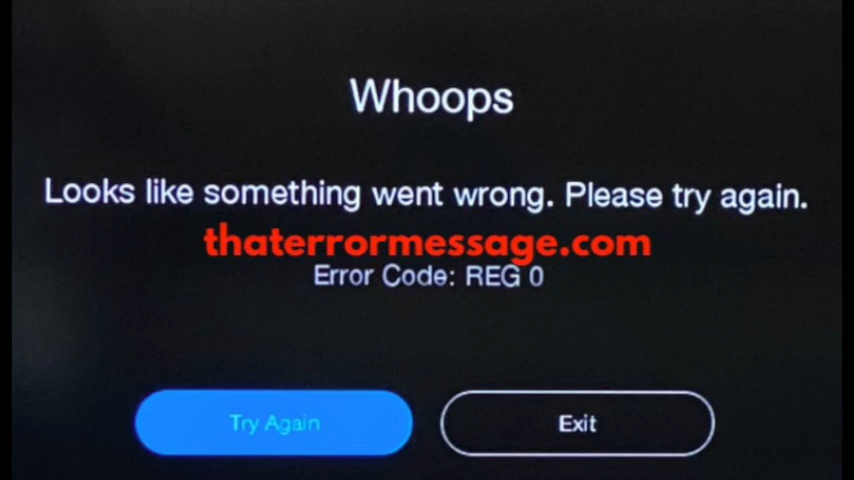 Whoops
Looks like something went wrong. Please try again.
thaterrormessage.com
Error Code: REG 0
Try Again
Exit